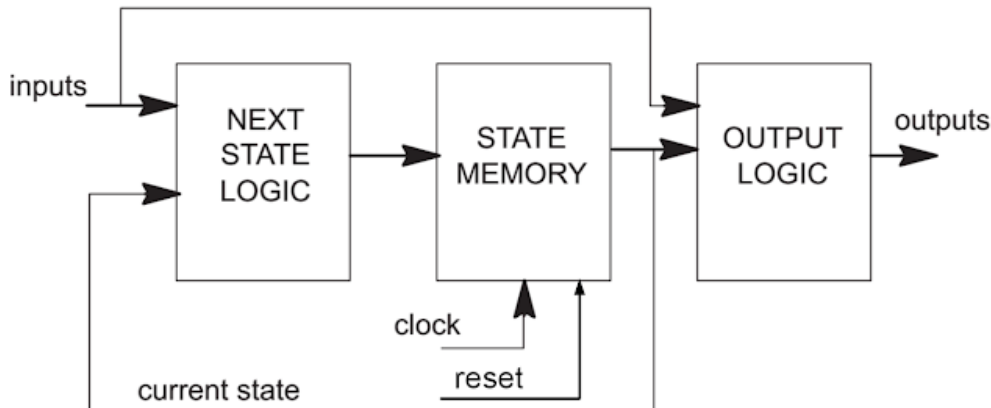 inputs
NEXT
STATE
LOGIC
STATE
MEMORY
OUTPUT
LOGIC
outputs
clock
reset
current state